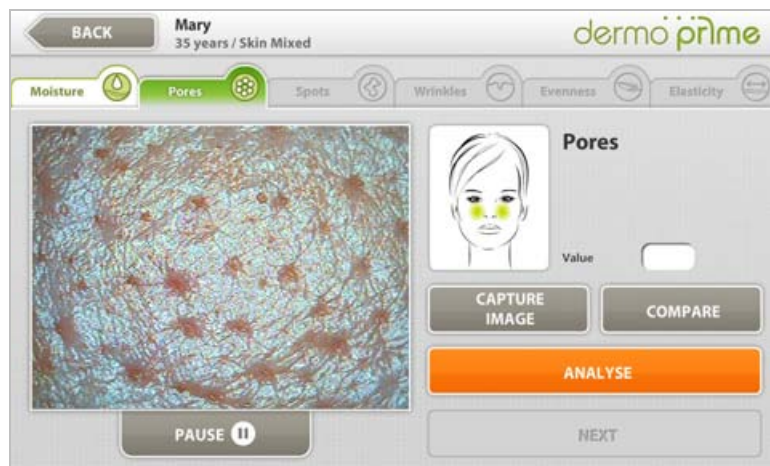 BACK
Mary
35 years / Skin Mixed
dermo prime
Moisture
Pores
Spots
Wrinkles
Evenness
Elasticity
Pores
Value
CAPTURE
IMAGE
COMPARE
ANALYSE
PAUSE
NEXT